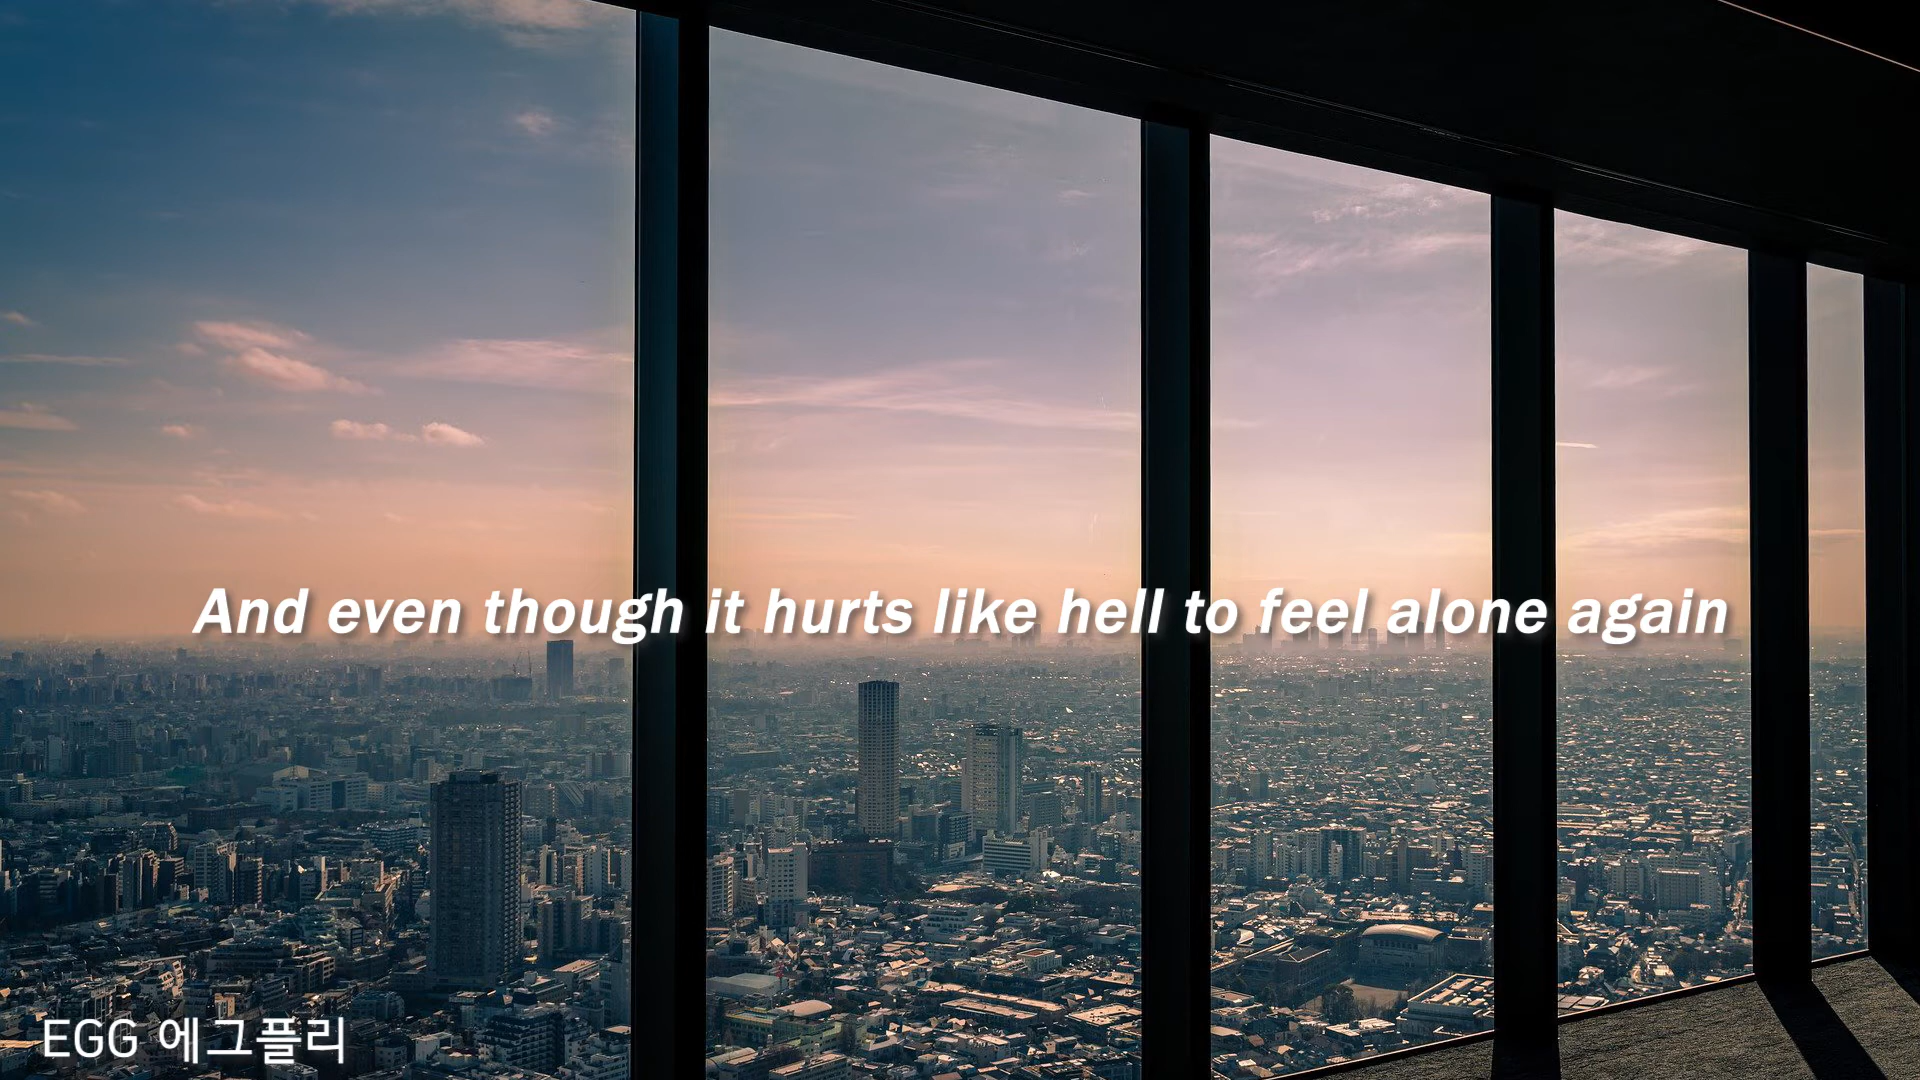 And even though it hurts like hell to feel alone again
EGG 에그플리